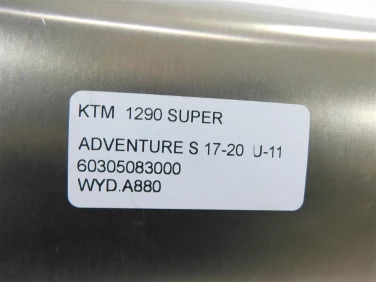 KTM 1290 SUPER
ADVENTURE S 17-20 U-11
60305083000
WYD.A880